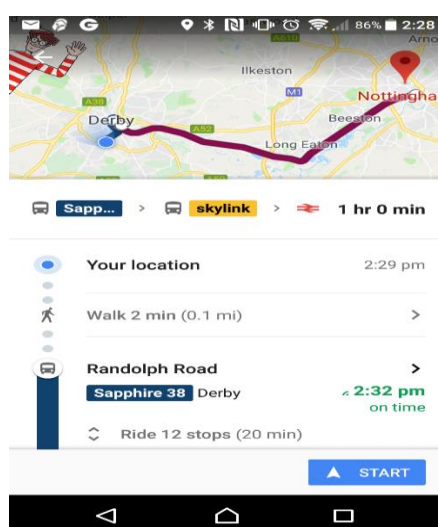 86% 2:28
A610
Arno
Ilkeston
M1
A38
Nottingha
Derby
A52
Beeston
Long Eaton
Sapp... > skylink > 1 hr 0 min
Your location 2:29 pm
Walk 2 min (0.1 mi) >
Randolph Road >
Sapphire 38 Derby 2:32 pm
on time
Ride 12 stops (20 min)
START